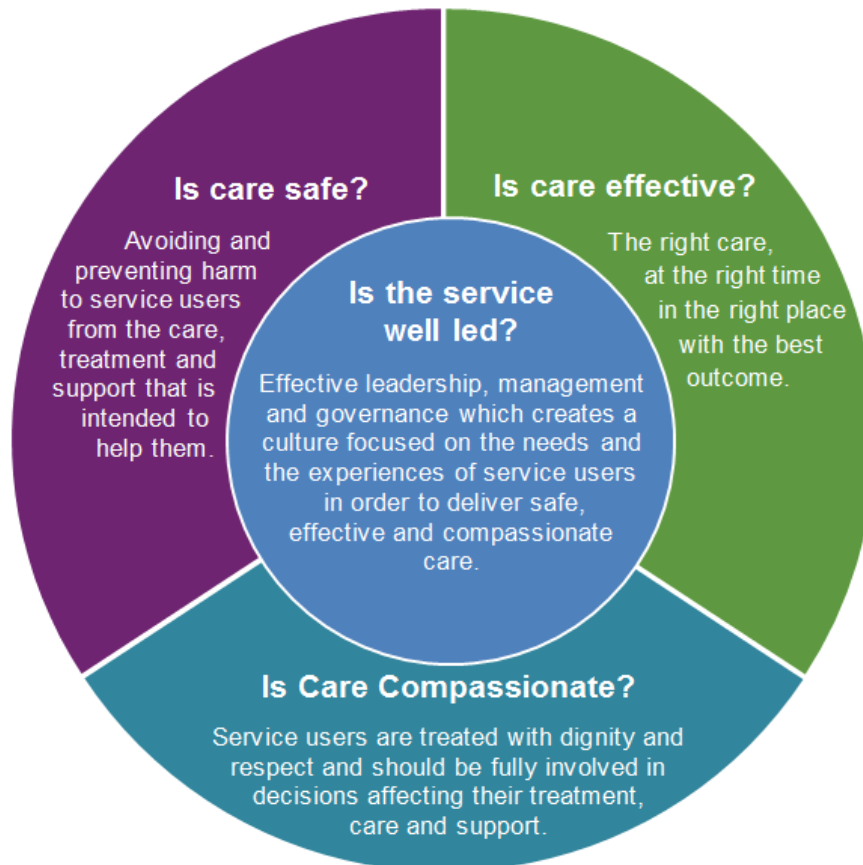 Is care safe?
Avoiding and
preventing harm
to service users
from the care,
treatment and
support that is
intended to
help them.
Is care effective?
The right care,
at the right time
in the right place
with the best
outcome.
Is the service
well led?
Effective leadership, management
and governance which creates a
culture focused on the needs and
the experiences of service users
in order to deliver safe,
effective and compassionate
care.
Is Care Compassionate?
Service users are treated with dignity and
respect and should be fully involved in
decisions affecting their treatment,
care and support.